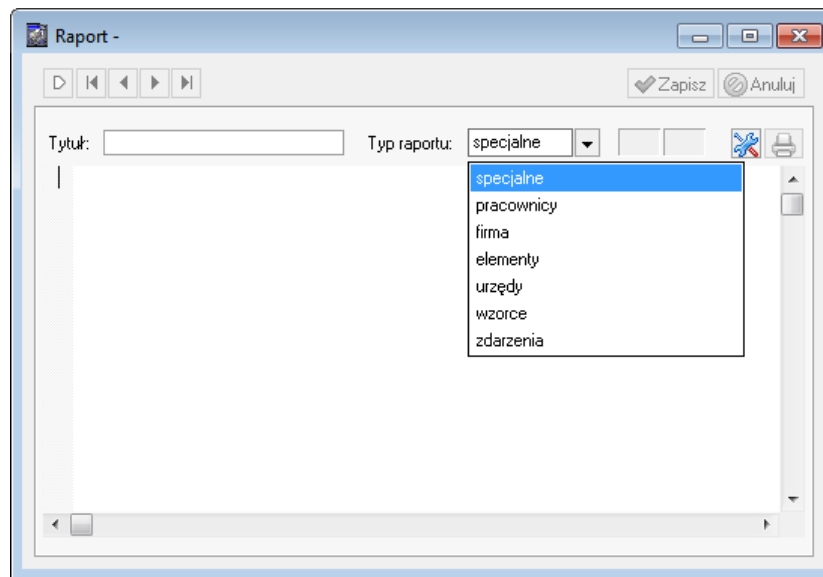 Raport -
Zapisz Anuluj
Tytuł: Typ raportu: specjalne
specjalne
pracownicy
firma
elementy
urzędy
wzorce
zdarzenia